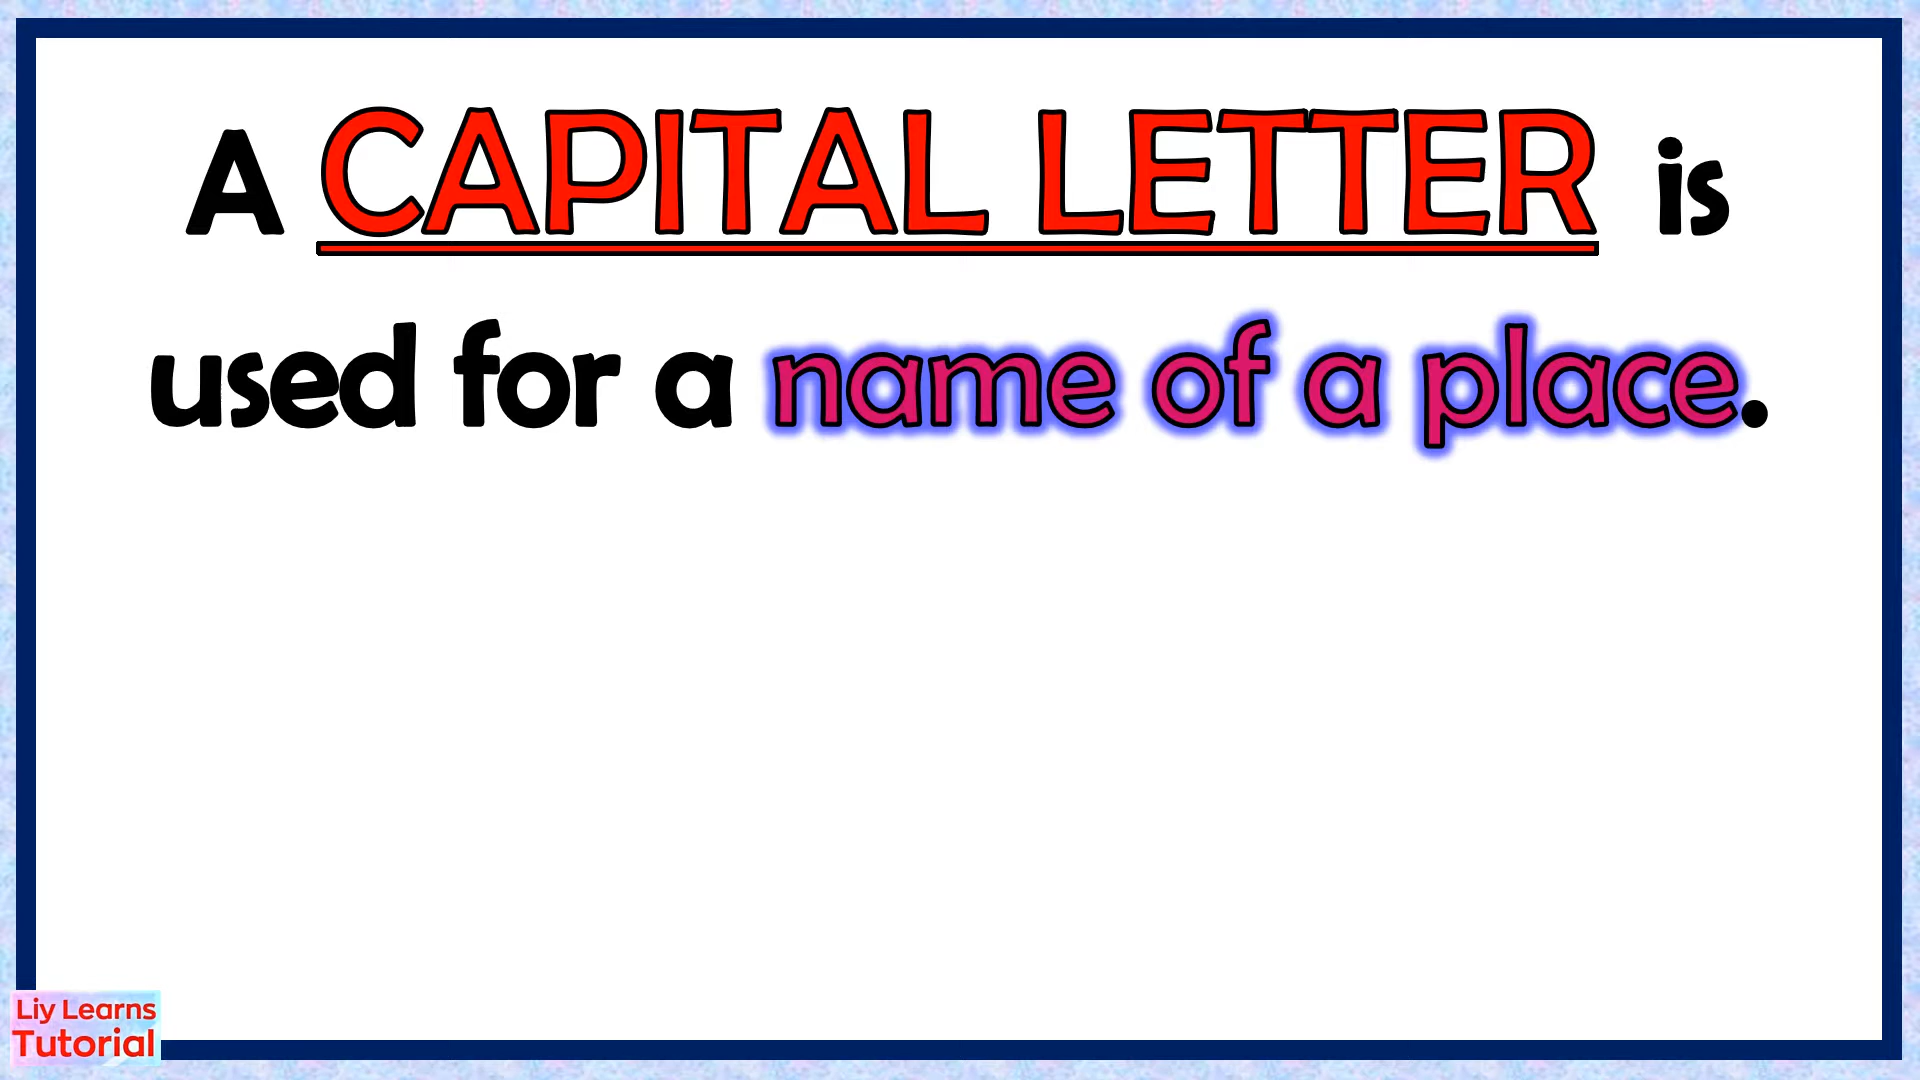 A CAPITAL LETTER is
used for a name of a place.
Liy Learns
Tutorial